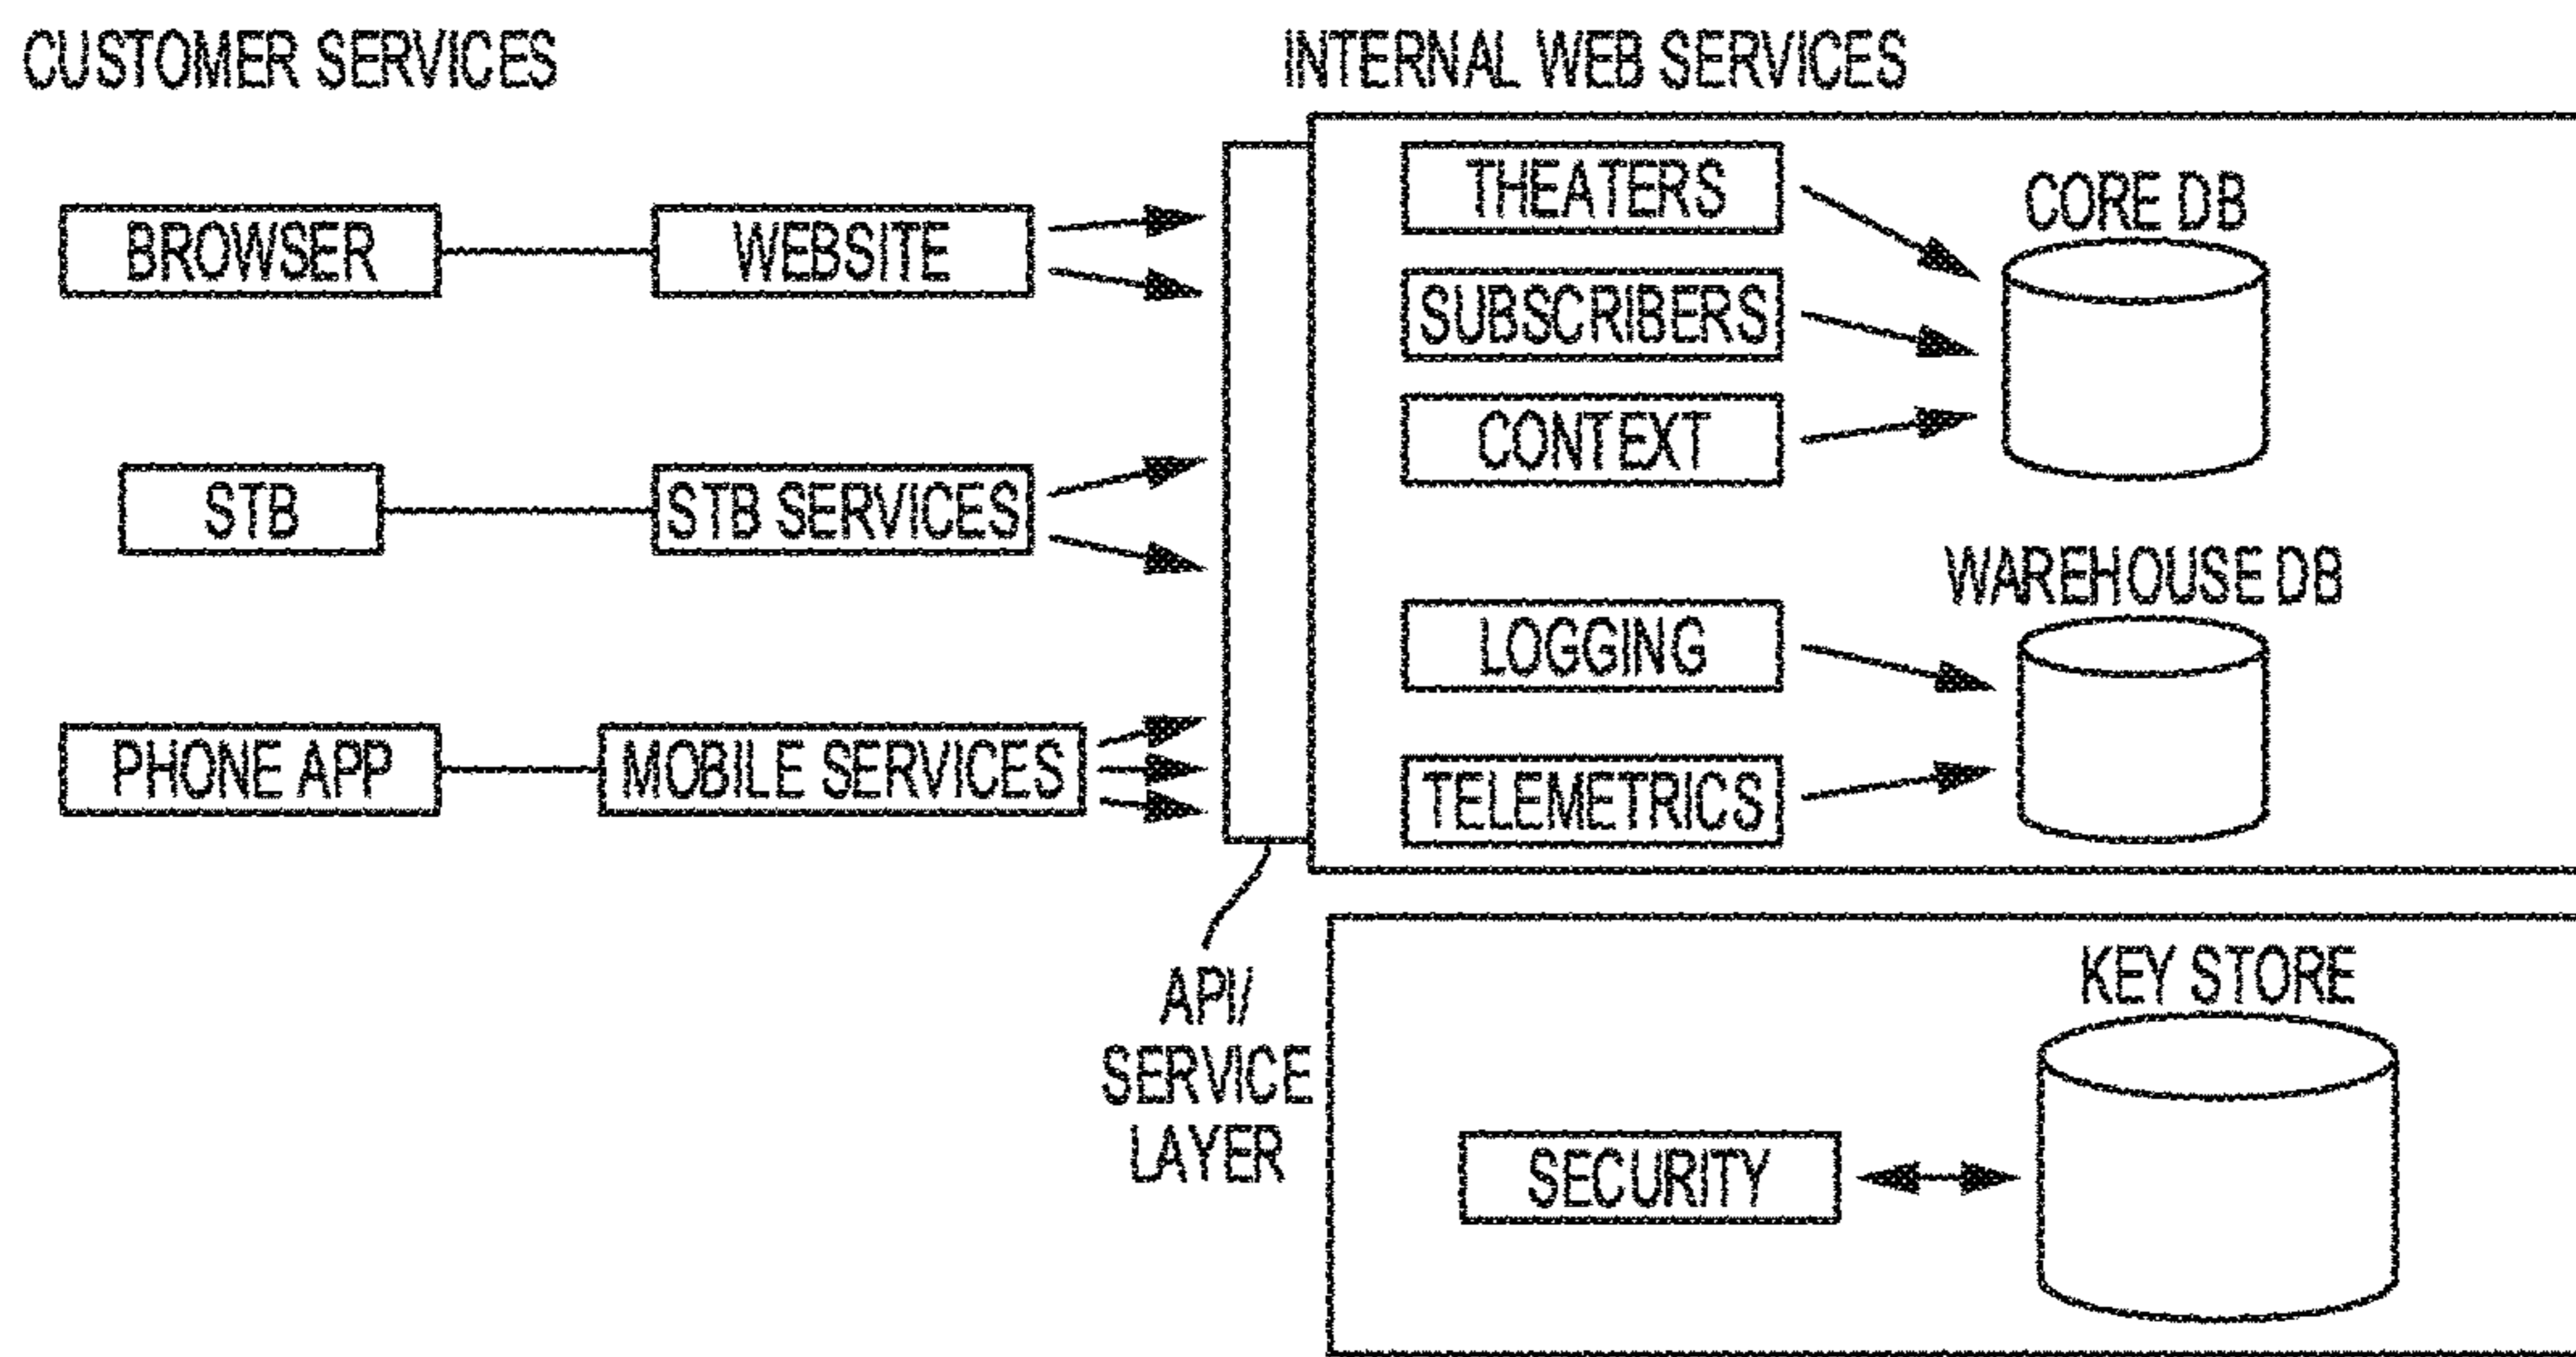 CUSTOMER SERVICES
INTERNAL WEB SERVICES
BROWSER
WEBSITE
THEATERS
CORE DB
SUBSCRIBERS
CONTEXT
STB
STB SERVICES
WAREHOUSE DB
LOGGING
PHONE APP
MOBILE SERVICES
TELEMETRICS
API/
SERVICE
LAYER
KEY STORE
SECURITY